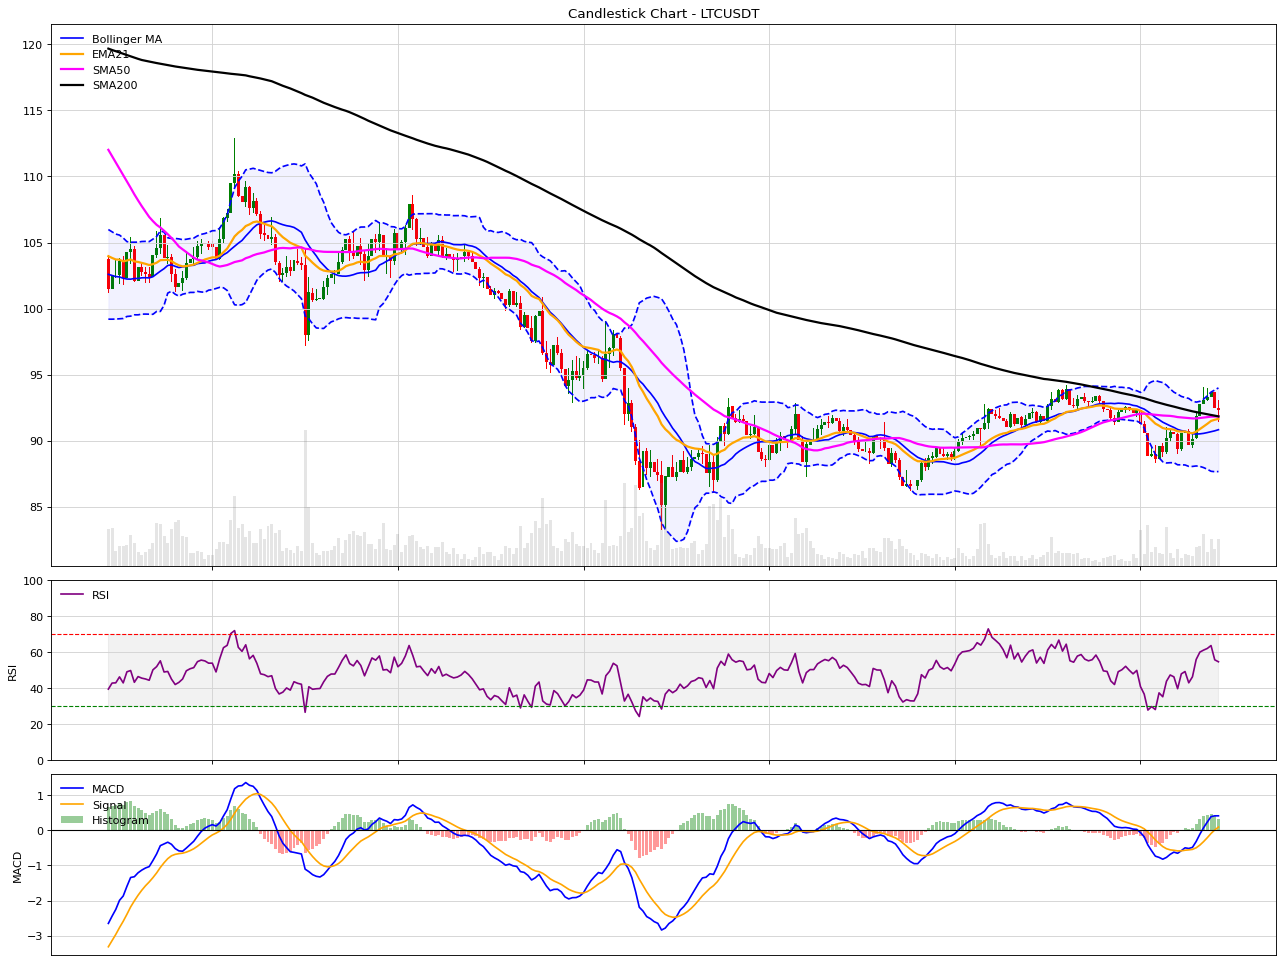 Candlestick Chart - LTCUSDT
Bollinger MA
EMA21
SMA50
SMA200
120
115
110
105
100
95
90
85
RSI
RSI
100
80
60
40
20
0
MACD
Signal
Histogram
MACD
1
0
−1
−2
−3